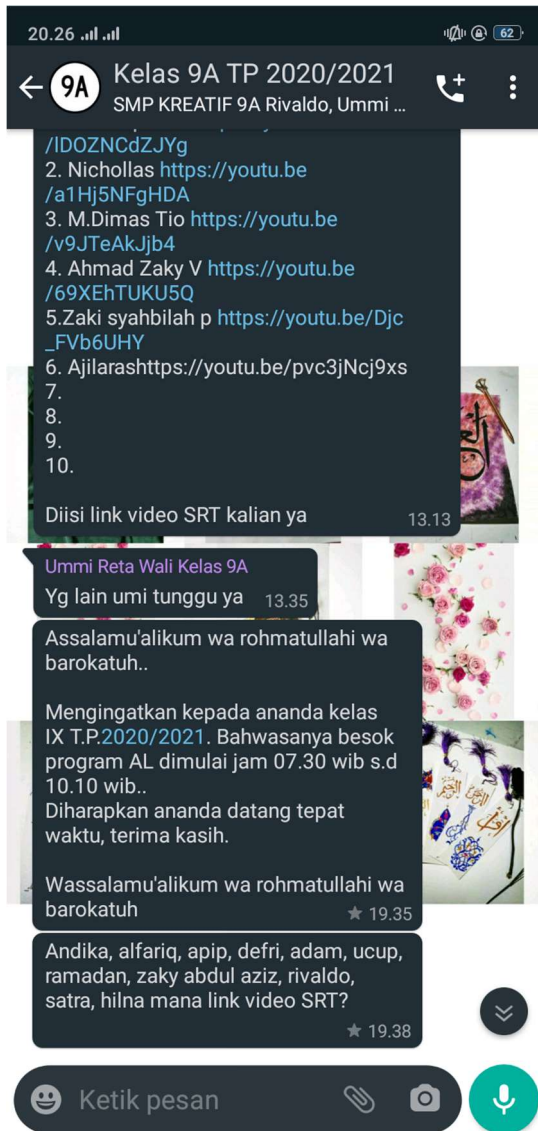 20.26
62
9A
Kelas 9A TP 2020/2021
SMP KREATIF 9A Rivaldo, Ummi ...
/IDOZNCdZJYg
2. Nichollas https://youtu.be
/a1Hj5NFgHDA
3. M.Dimas Tio https://youtu.be
/v9JTeAkJjb4
4. Ahmad Zaky V https://youtu.be
/69XEhTUKU5Q
5.Zaki syahbilah p https://youtu.be/Djc
_FVb6UHY
6. Ajilarashttps://youtu.be/pvc3jNcj9xs
7.
8.
9.
10.
Diisi link video SRT kalian ya
13.13
Ummi Reta Wali Kelas 9A
Yg lain umi tunggu ya 13.35
Assalamu'alikum wa rohmatullahi wa
barokatuh..
Mengingatkan kepada ananda kelas
IX T.P.2020/2021. Bahwasanya besok
program AL dimulai jam 07.30 wib s.d
10.10 wib..
Diharapkan ananda datang tepat
waktu, terima kasih.
Wassalamu'alikum wa rohmatullahi wa
barokatuh
19.35
Andika, alfariq, apip, defri, adam, ucup,
ramadan, zaky abdul aziz, rivaldo,
satra, hilna mana link video SRT?
19.38
Ketik pesan